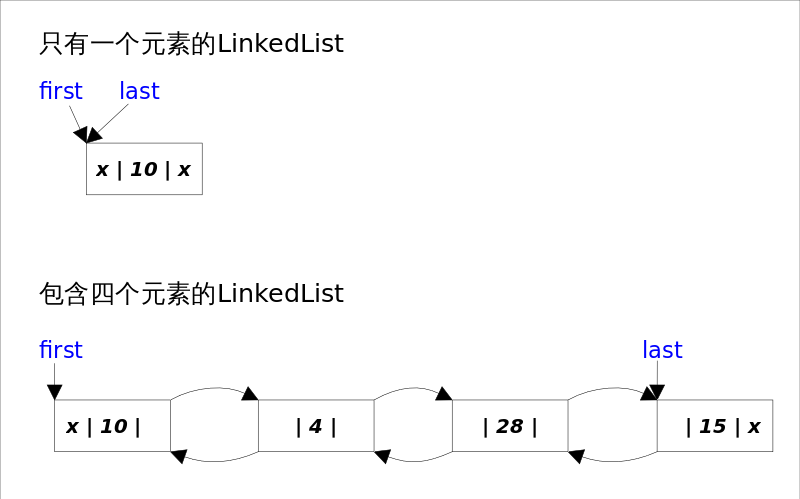 只有一个元素的LinkedList
first last
x | 10 | x
包含四个元素的LinkedList
first last
x | 10 | | 4 | | 28 | | 15 | x